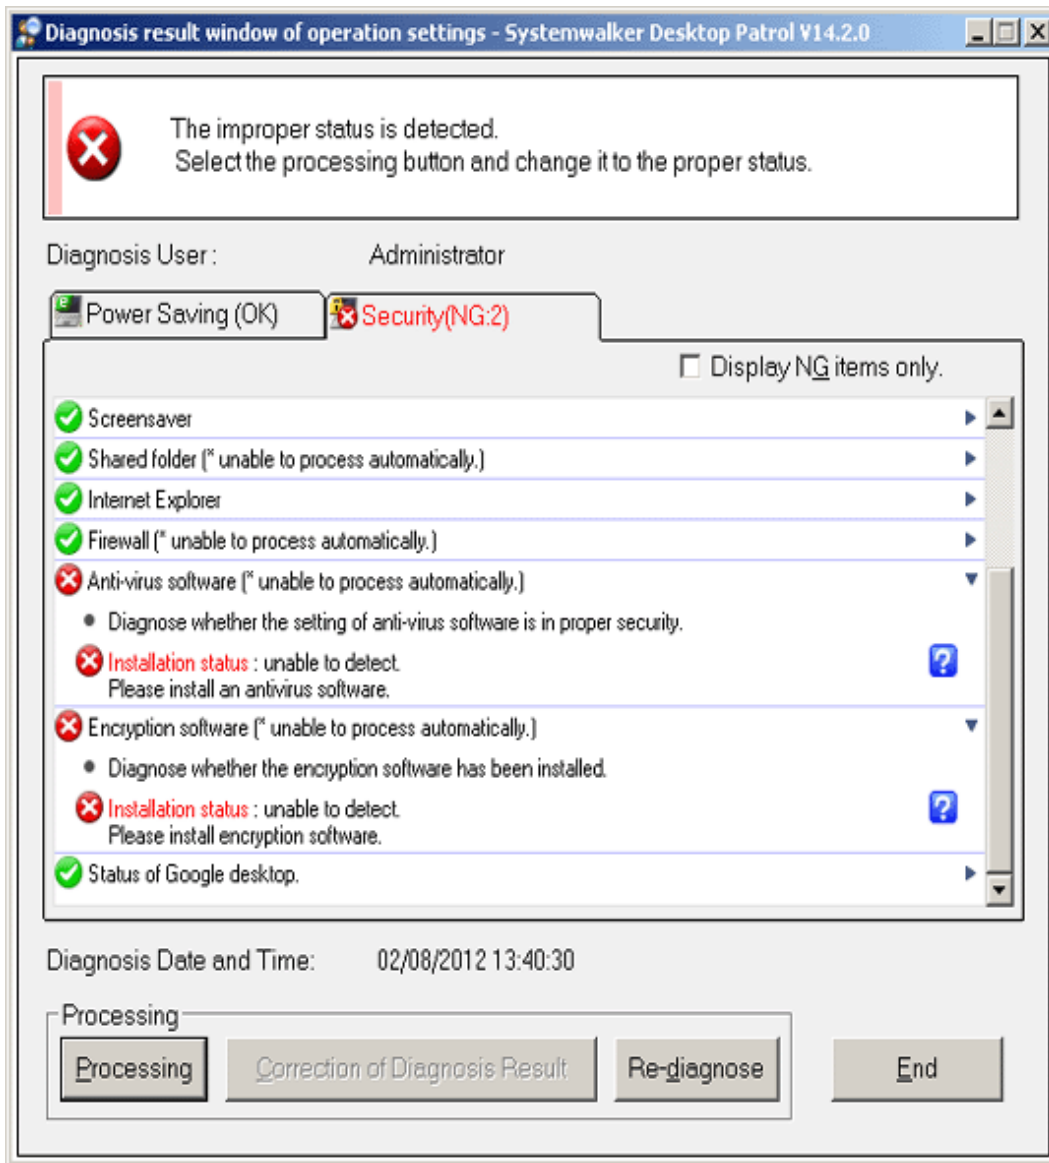 Diagnosis result window of operation settings - Systemwalker Desktop Patrol V14.2.0
The improper status is detected.
Select the processing button and change it to the proper status.
Diagnosis User : Administrator
Power Saving (OK) Security(NG:2)
Display NG items only.
Screensaver
Shared folder (* unable to process automatically.)
Internet Explorer
Firewall (* unable to process automatically.)
Anti-virus software (* unable to process automatically.)
Diagnose whether the setting of anti-virus software is in proper security.
Installation status : unable to detect.
Please install an antivirus software.
Encryption software (* unable to process automatically.)
Diagnose whether the encryption software has been installed.
Installation status : unable to detect.
Please install encryption software.
Status of Google desktop.
Diagnosis Date and Time: 02/08/2012 13:40:30
Processing
Processing Correction of Diagnosis Result Re-diagnose End